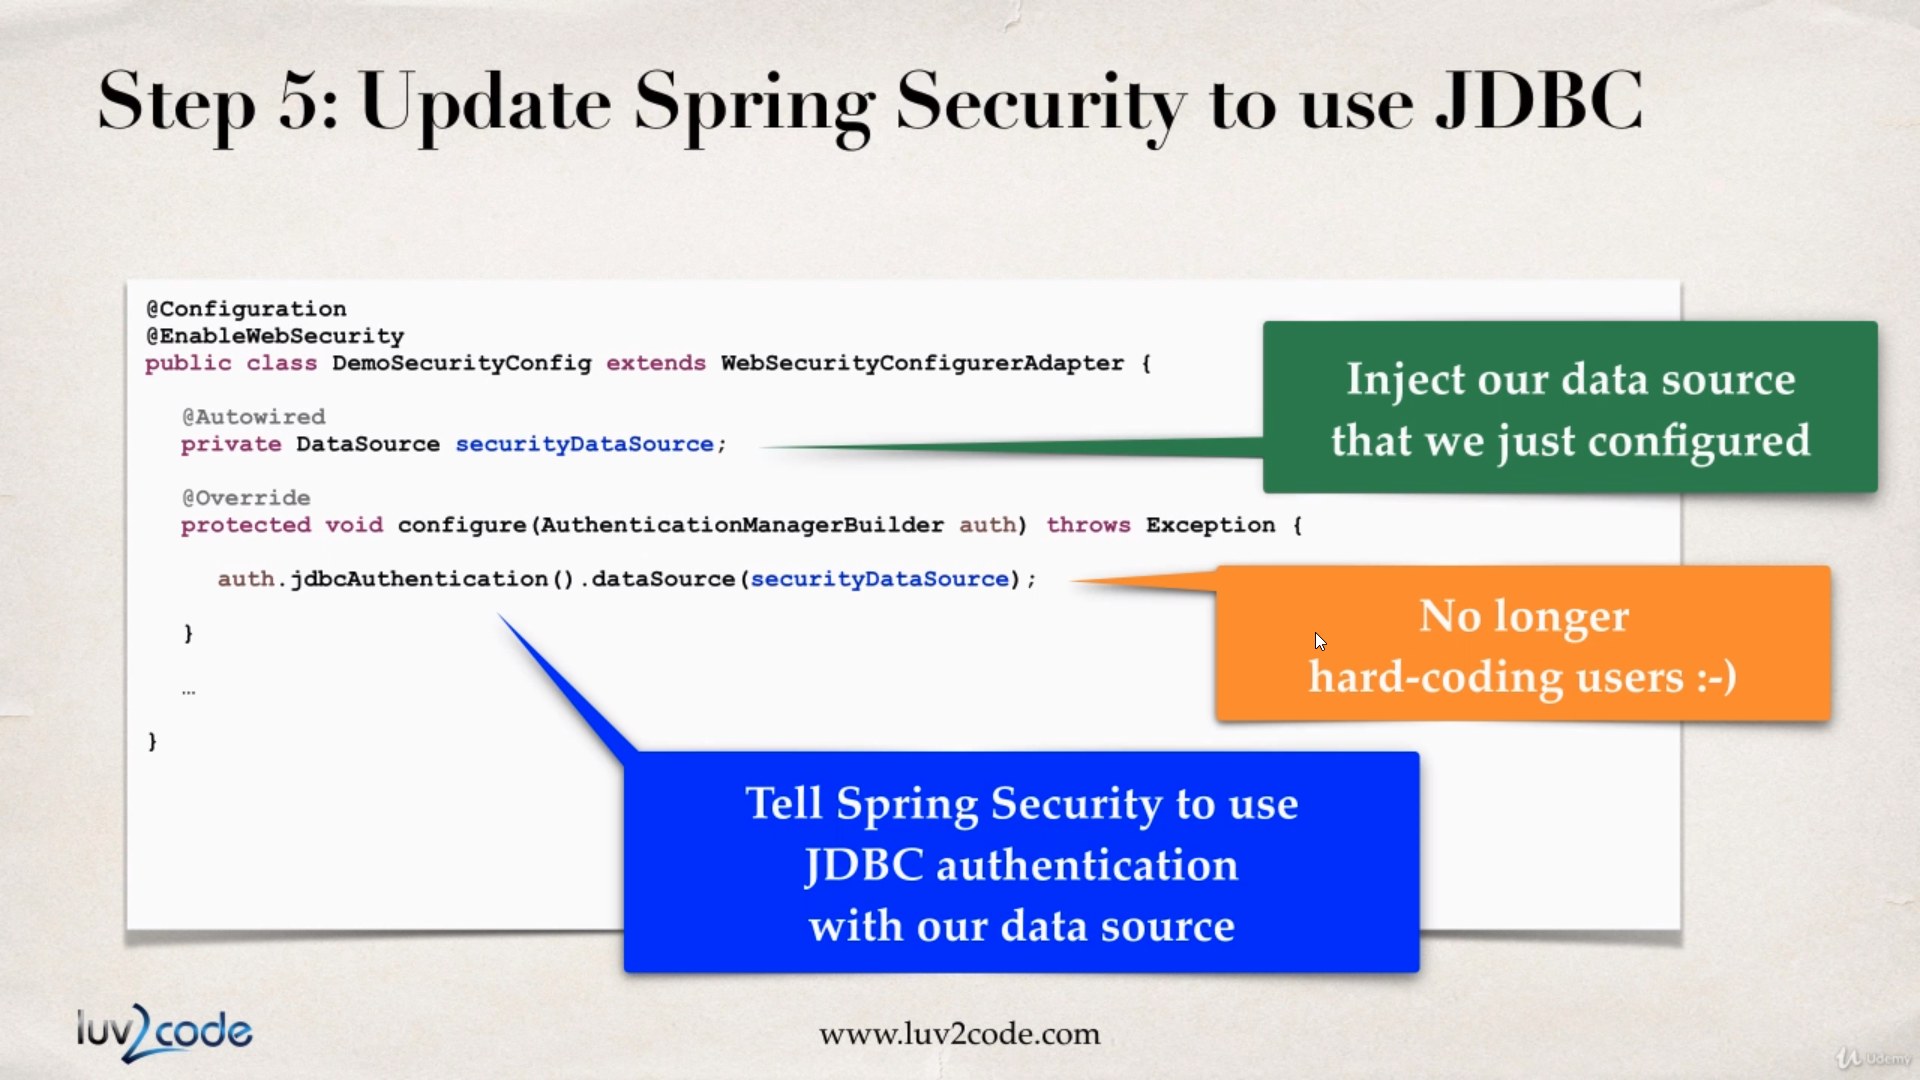 Step 5: Update Spring Security to use JDBC
@Configuration
@EnableWebSecurity
public class DemoSecurityConfig extends WebSecurityConfigurerAdapter {
@Autowired
private DataSource securityDataSource;
@Override
protected void configure(AuthenticationManagerBuilder auth) throws Exception {
auth.jdbcAuthentication().dataSource(securityDataSource);
}
...
}
Inject our data source
that we just configured
No longer
hard-coding users :-)
Tell Spring Security to use
JDBC authentication
with our data source
luv2code
www.luv2code.com
Udemy